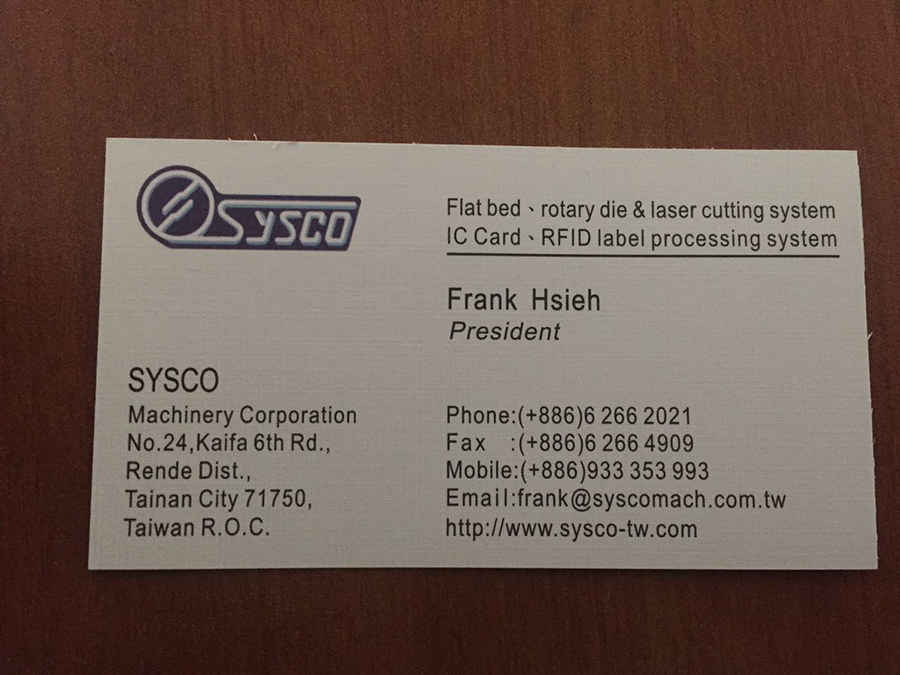 SYSCO
Flat bed、rotary die & laser cutting system
IC Card、RFID label processing system
Frank Hsieh
President
SYSCO
Machinery Corporation
No.24,Kaifa 6th Rd.,
Rende Dist.,
Tainan City 71750,
Taiwan R.O.C.
Phone:(+886)6 266 2021
Fax :(+886)6 266 4909
Mobile:(+886)933 353 993
Email:frank@syscomach.com.tw
http://www.sysco-tw.com